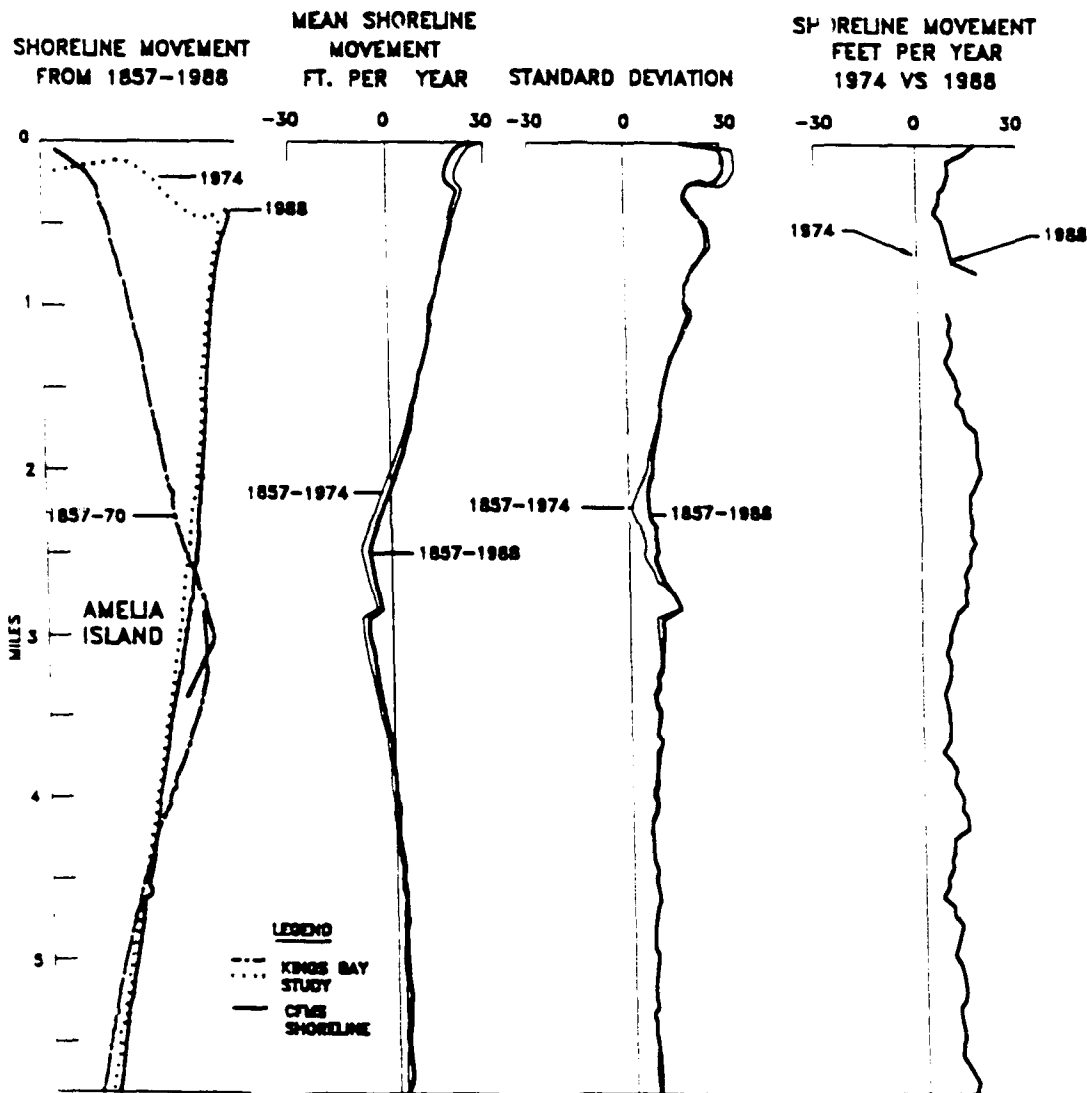 SHORELINE MOVEMENT
FROM 1857-1988
MEAN SHORELINE
MOVEMENT
FT. PER YEAR
STANDARD DEVIATION
SHORELINE MOVEMENT
FEET PER YEAR
1974 VS 1988
-30 0 30
-30 0 30
-30 0 30
0
1
2
3
4
5
MILES
1974
1988
1857-70
AMELIA
ISLAND
1857-1974
1857-1988
1857-1974
1857-1988
1974
1988
LEGEND
KINGS BAY
STUDY
SHORELINE